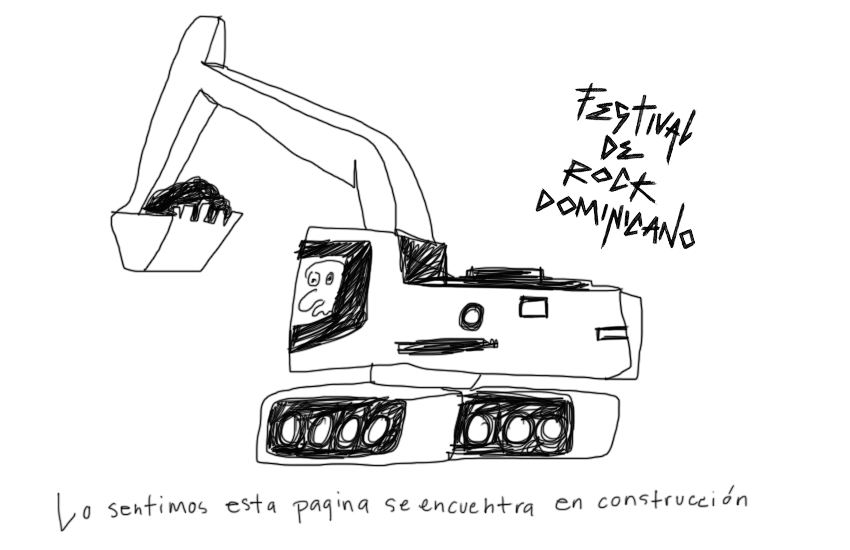 FESTIVAL
DE
ROCK
DOMINICANO
Lo sentimos esta pagina se encuentra en construcción